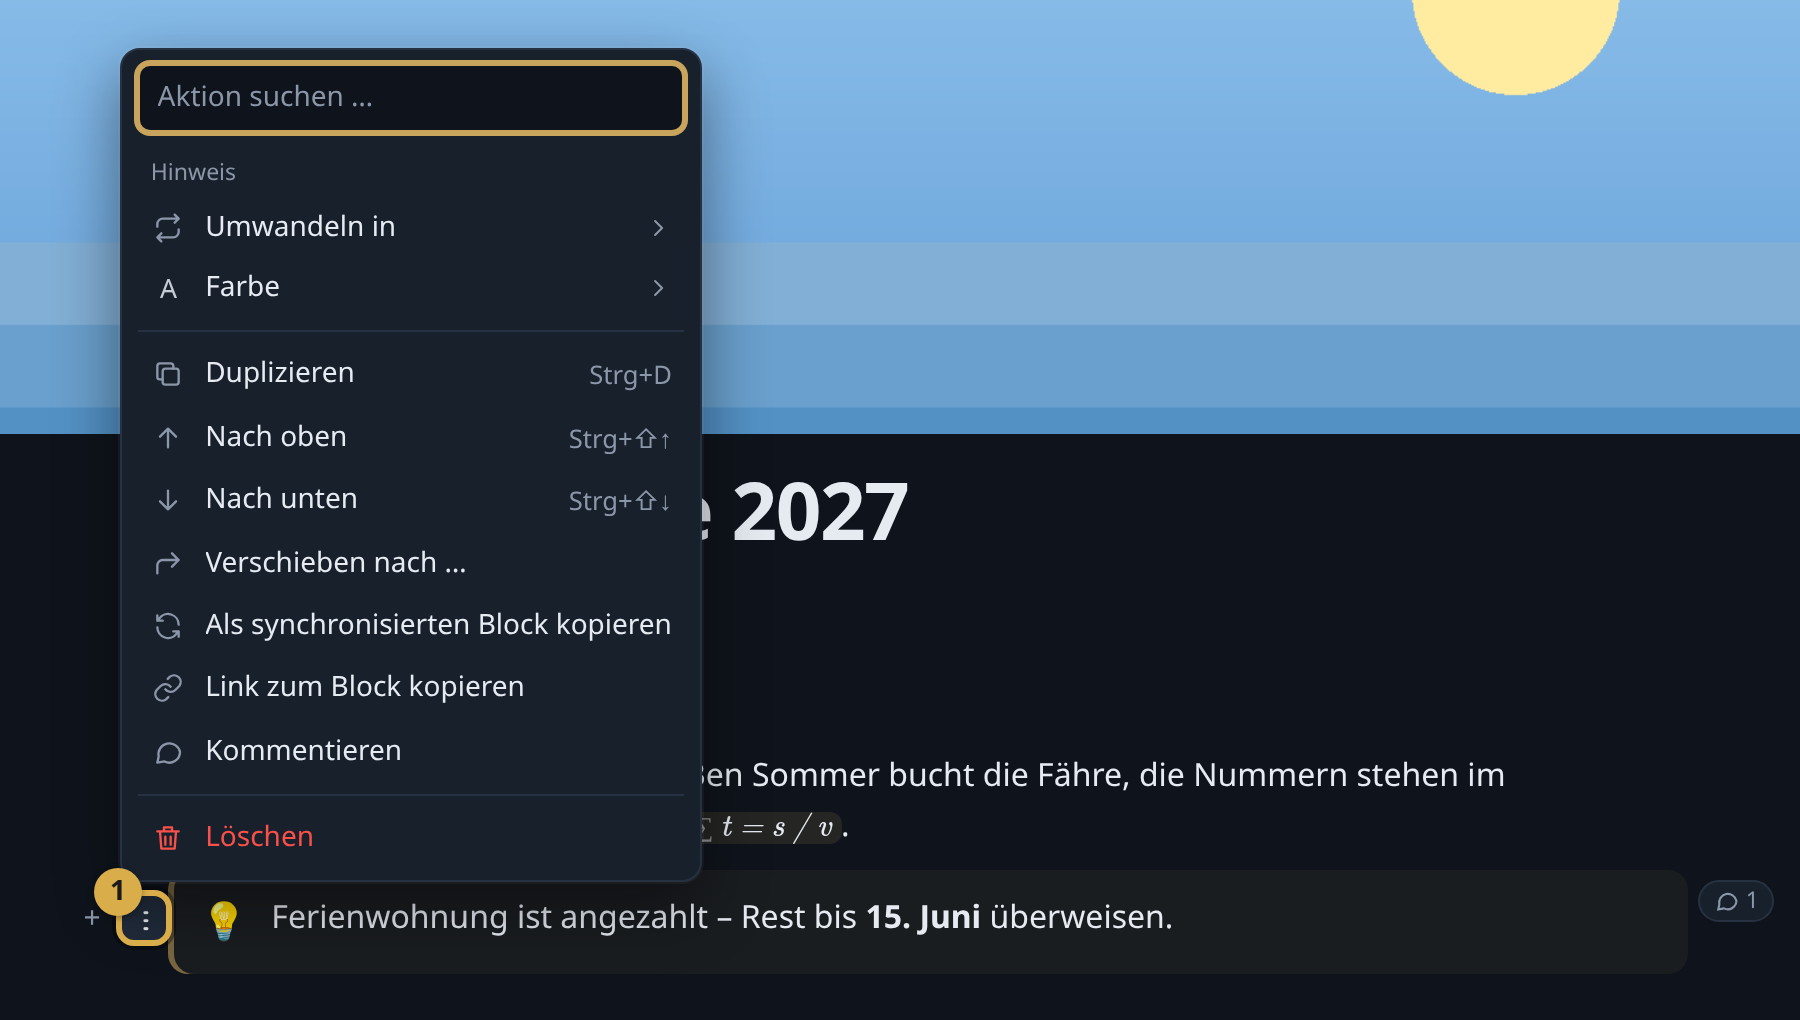 Aktion suchen ...
Hinweis
Umwandeln in
A Farbe
Duplizieren Strg+D
Nach oben Strg+⇧↑
Nach unten Strg+⇧↓
Verschieben nach ...
Als synchronisierten Block kopieren
Link zum Block kopieren
Kommentieren
Löschen
2027
Sommer bucht die Fähre, die Nummern stehen im
t = s / v.
1
+
Ferienwohnung ist angezahlt – Rest bis 15. Juni überweisen.
1